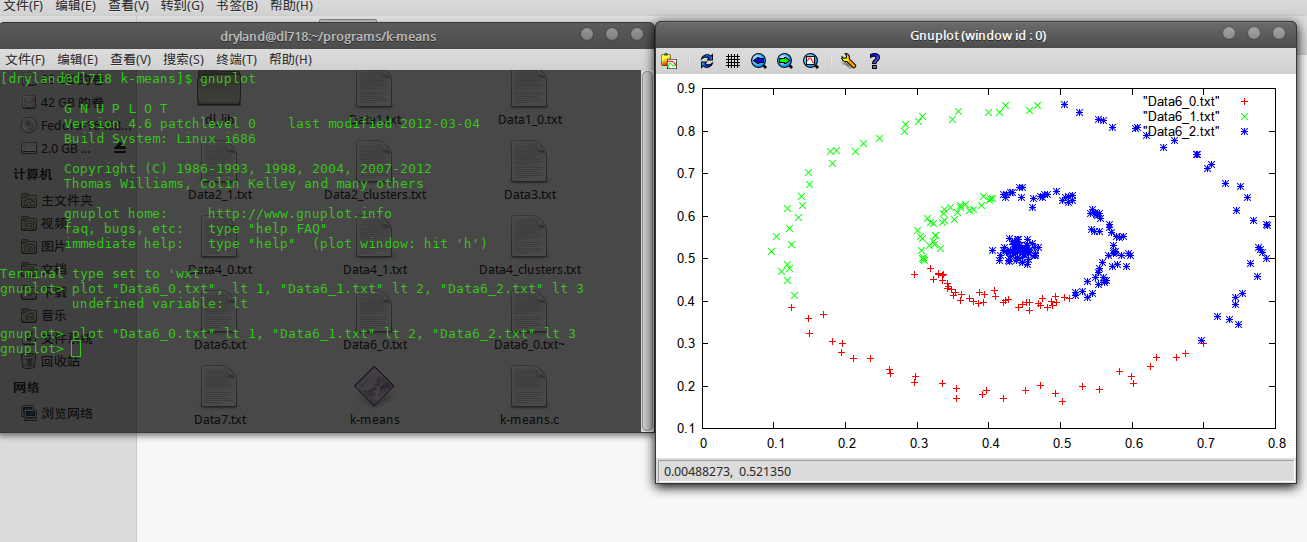 文件(F) 编辑(E) 查看(V) 转到(G) 书签(B) 帮助(H)
dryland@dl718:~/programs/k-means
文件(F) 编辑(E) 查看(V) 搜索(S) 终端(T) 帮助(H)
[dryland@dl718 k-means]$ gnuplot
G N U P L O T
Version 4.6 patchlevel 0    last modified 2012-03-04
Build System: Linux i686
Copyright (C) 1986-1993, 1998, 2004, 2007-2012
Thomas Williams, Colin Kelley and many others
gnuplot home:     http://www.gnuplot.info
faq, bugs, etc:   type "help FAQ"
immediate help:   type "help"  (plot window: hit 'h')
Terminal type set to 'wxt'
gnuplot> plot "Data6_0.txt", lt 1, "Data6_1.txt" lt 2, "Data6_2.txt" lt 3
undefined variable: lt
gnuplot> plot "Data6_0.txt" lt 1, "Data6_1.txt" lt 2, "Data6_2.txt" lt 3
gnuplot>
42 GB 的卷
2.0 GB ...
计算机
主文件夹
视频
图片
文档
下载
音乐
文件系统
回收站
网络
浏览网络
Data1.txt
Data1_0.txt
Data2_1.txt
Data2_clusters.txt
Data3.txt
Data4_0.txt
Data4_1.txt
Data4_clusters.txt
Data6.txt
Data6_0.txt
Data6_0.txt~
Data7.txt
k-means
k-means.c
Gnuplot (window id : 0)
"Data6_0.txt"
"Data6_1.txt"
"Data6_2.txt"
0.9
0.8
0.7
0.6
0.5
0.4
0.3
0.2
0.1
0 0.1 0.2 0.3 0.4 0.5 0.6 0.7 0.8
0.00488273, 0.521350